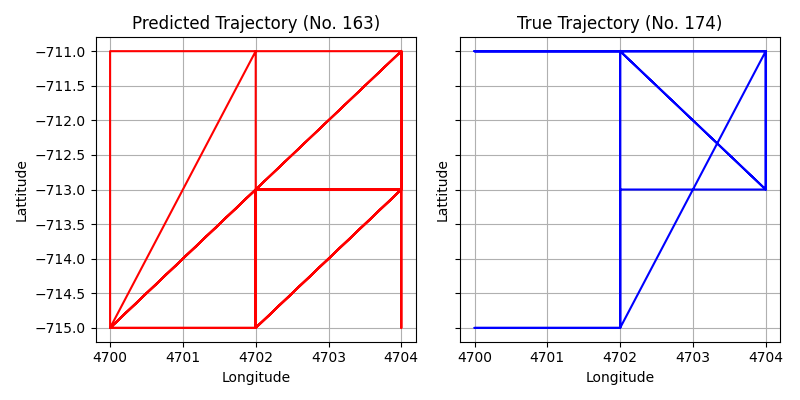 Predicted Trajectory (No. 163)
True Trajectory (No. 174)
−711.0
−711.5
−712.0
−712.5
−713.0
−713.5
−714.0
−714.5
−715.0
Lattitude
Lattitude
4700 4701 4702 4703 4704
4700 4701 4702 4703 4704
Longitude
Longitude